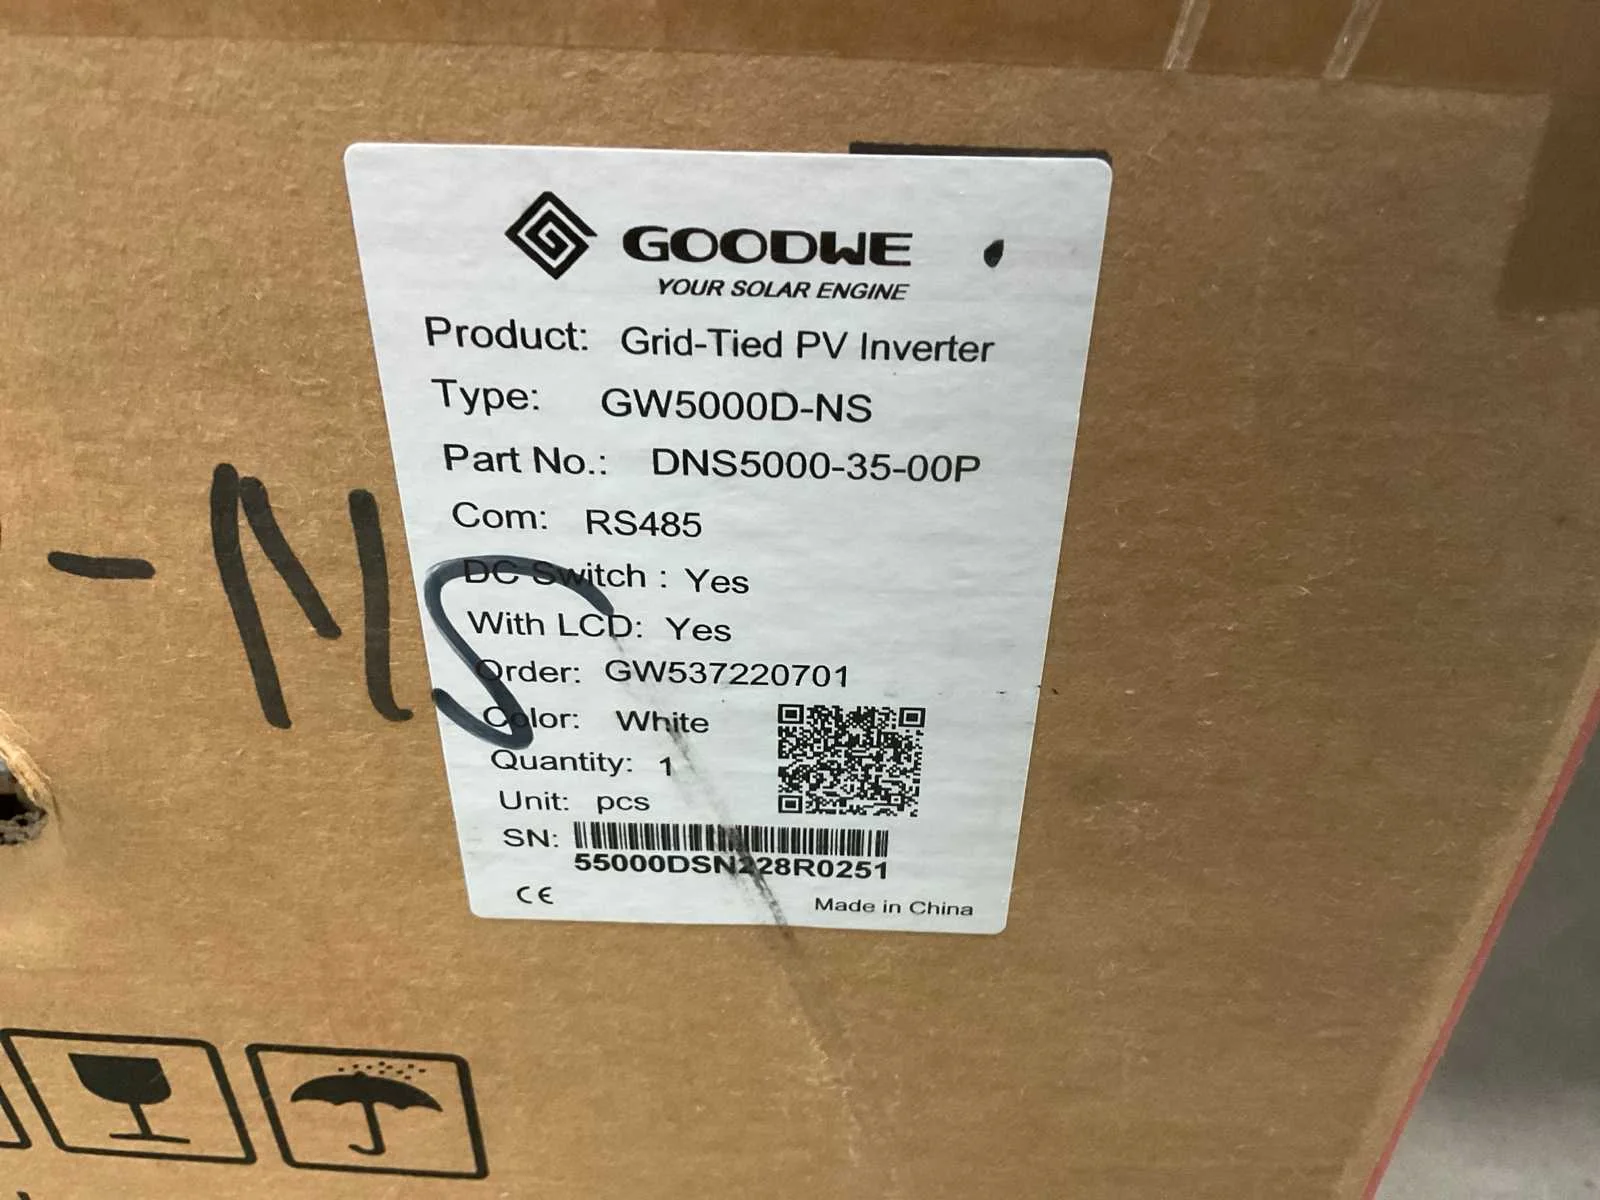 GOODWE
YOUR SOLAR ENGINE
Product: Grid-Tied PV Inverter
Type: GW5000D-NS
Part No.: DNS5000-35-00P
Com: RS485
DC Switch : Yes
With LCD: Yes
Order: GW537220701
Color: White
Quantity: 1
Unit: pcs
SN:
55000DSN228R0251
CE
Made in China
-NS